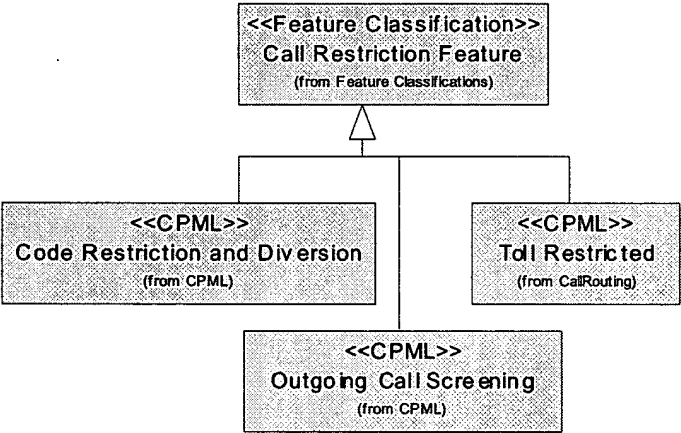 <<Feature Classification>>
Call Restriction Feature
(from Feature Classifications)
<<CPML>>
Code Restriction and Diversion
(from CPML)
<<CPML>>
Toll Restricted
(from CallRouting)
<<CPML>>
Outgoing Call Screening
(from CPML)